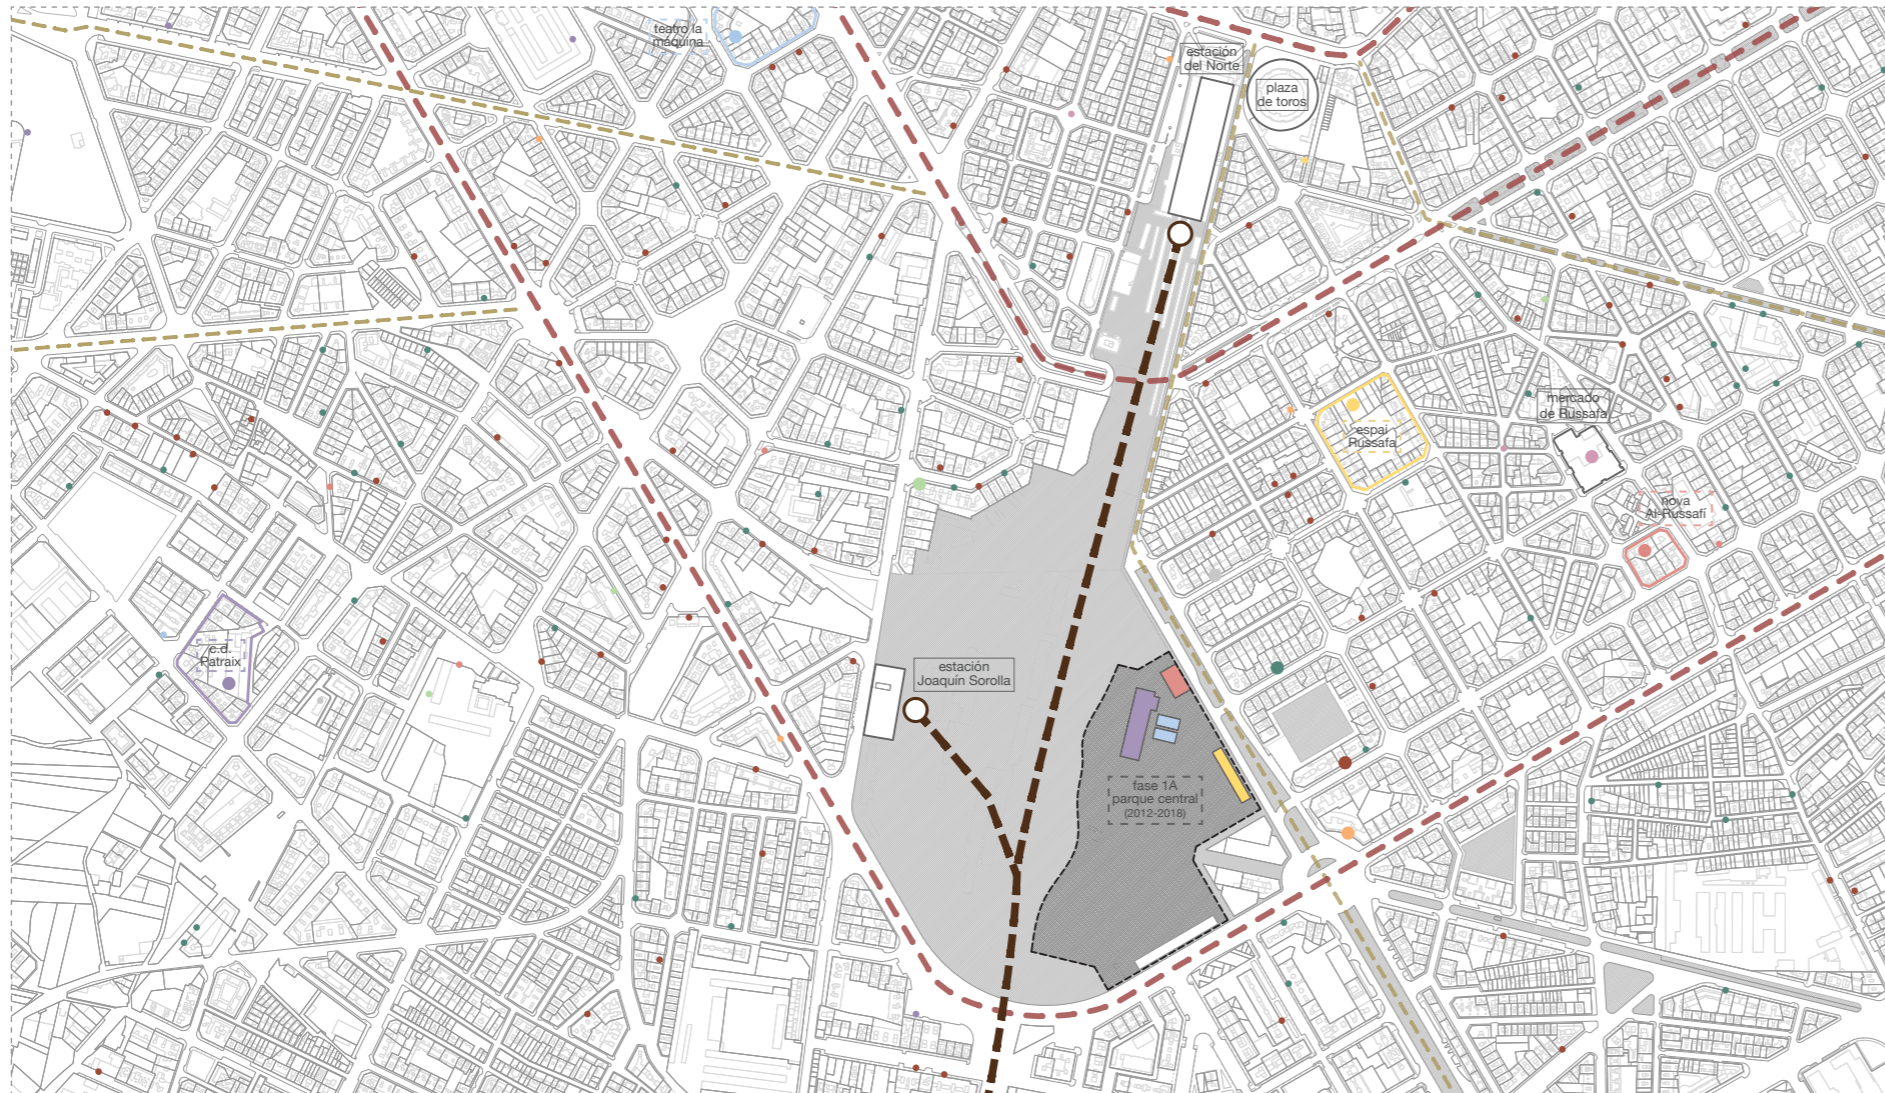 teatro la
máquina
estación
del Norte
plaza
de toros
mercado
de Russafa
espai
Russafa
nova
Al-Russafí
c.d.
Patraix
estación
Joaquín Sorolla
fase 1A
parque central
(2012-2018)